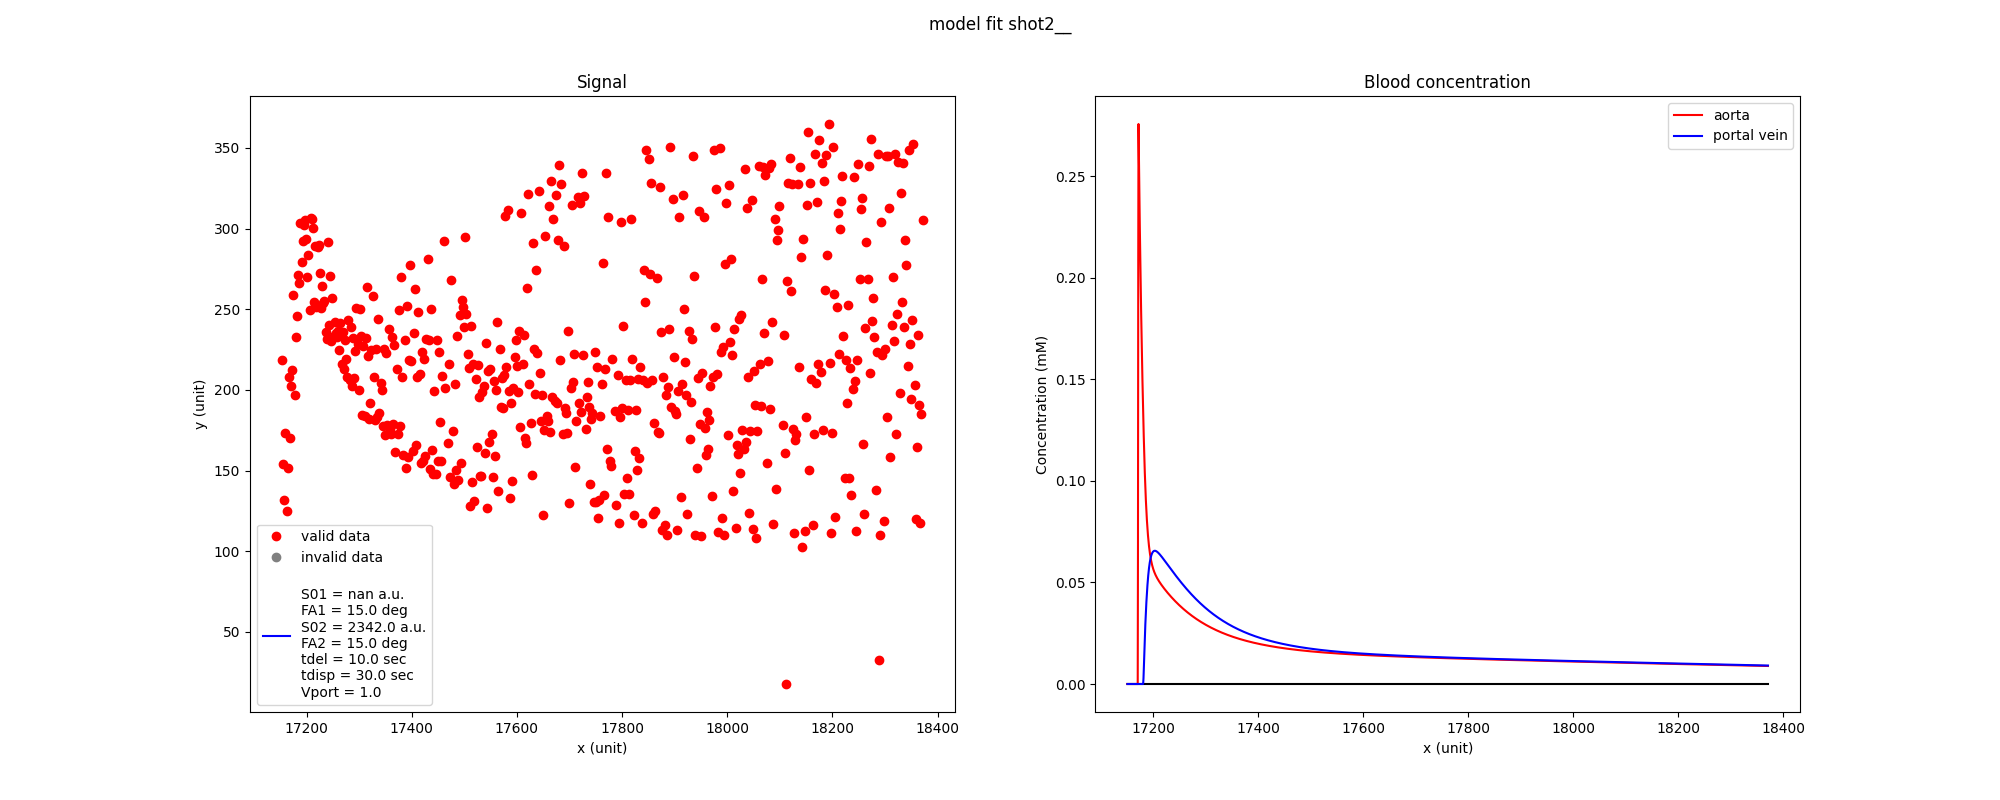 model fit shot2__
Signal
y (unit)
350
300
250
200
150
100
50
valid data
invalid data
S01 = nan a.u.
FA1 = 15.0 deg
S02 = 2342.0 a.u.
FA2 = 15.0 deg
tdel = 10.0 sec
tdisp = 30.0 sec
Vport = 1.0
17200 17400 17600 17800 18000 18200 18400
x (unit)
Blood concentration
Concentration (mM)
0.25
0.20
0.15
0.10
0.05
0.00
aorta
portal vein
17200 17400 17600 17800 18000 18200 18400
x (unit)